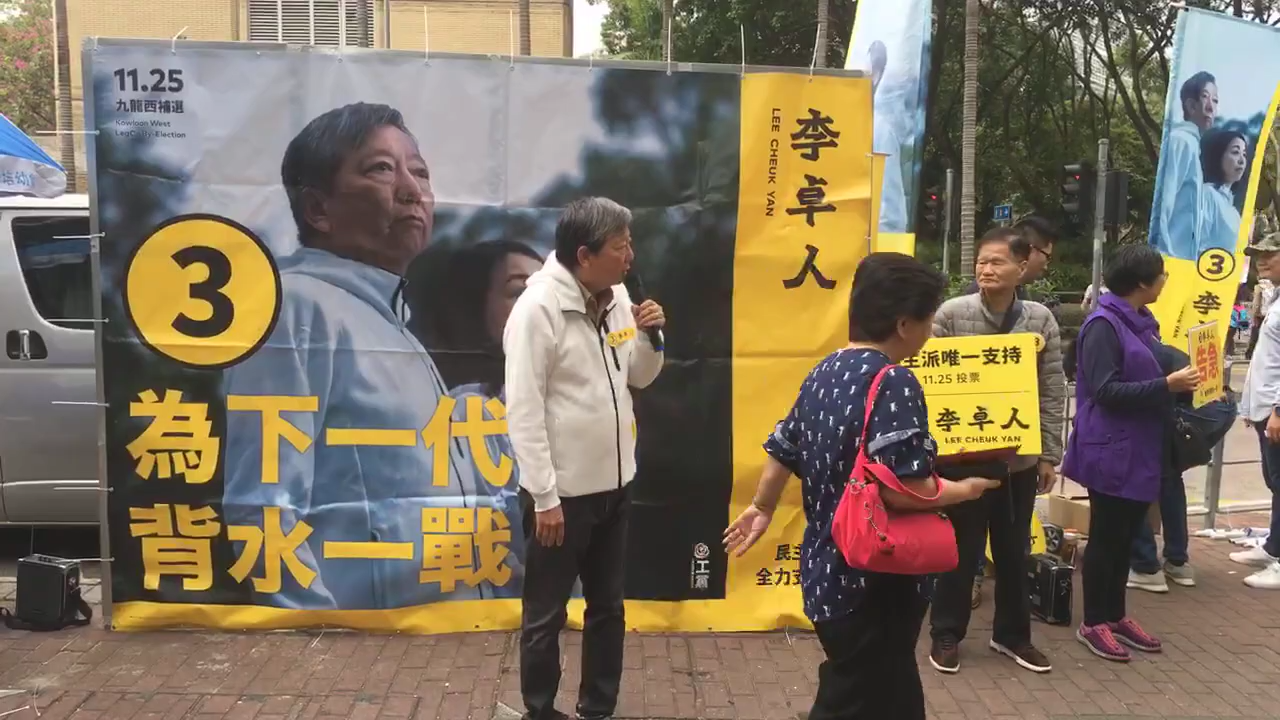 11.25
九龍西補選
Kowloon West
LegCo By-Election
3
為下一代
背水一戰
李卓人
LEE CHEUK YAN
工黨
民主
全力支
主派唯一支持
11.25 投票
李卓人
LEE CHEUK YAN
3
李
告急